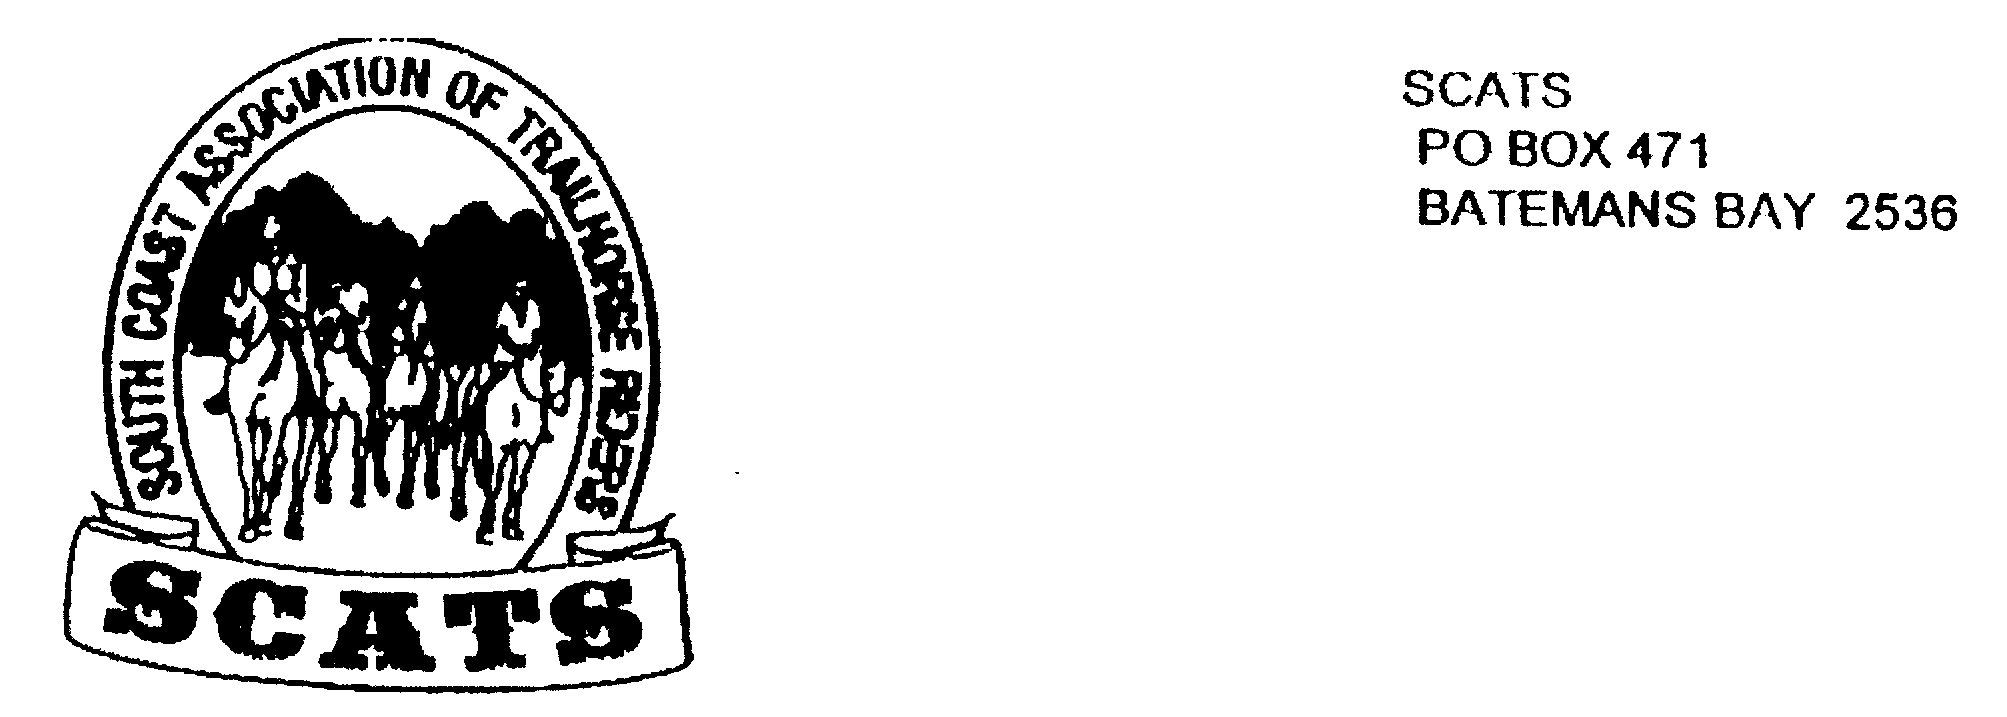 SOUTH COAST ASSOCIATION OF TRAILHORSE RIDERS
SCATS
SCATS
PO BOX 471
BATEMANS BAY 2536